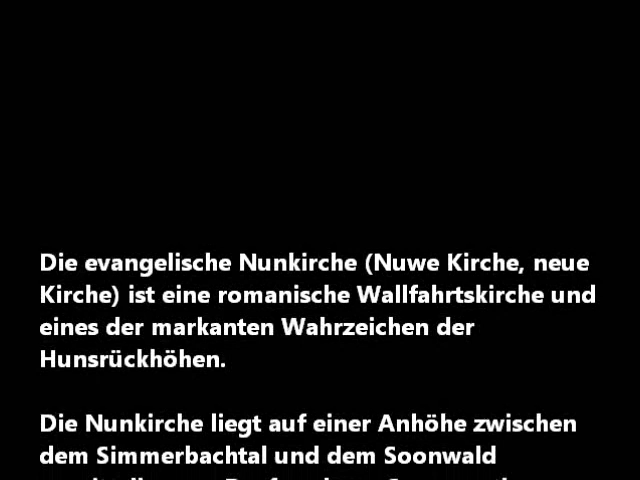 Die evangelische Nunkirche (Nuwe Kirche, neue
Kirche) ist eine romanische Wallfahrtskirche und
eines der markanten Wahrzeichen der
Hunsrückhöhen.
Die Nunkirche liegt auf einer Anhöhe zwischen
dem Simmerbachtal und dem Soonwald